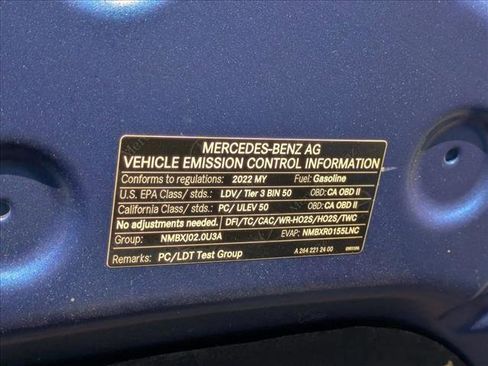 MERCEDES-BENZ AG
VEHICLE EMISSION CONTROL INFORMATION
Conforms to regulations: 2022 MY Fuel: Gasoline
U.S. EPA Class/ stds.: LDV/ Tier 3 BIN 50 OBD: CA OBD II
California Class/ stds.: PC/ ULEV 50 OBD: CA OBD II
No adjustments needed. DFI/TC/CAC/WR-HO2S/HO2S/TWC
Group: NMBXJ02.0U3A EVAP: NMBXR0155LNC
Remarks: PC/LDT Test Group A 264 221 24 00